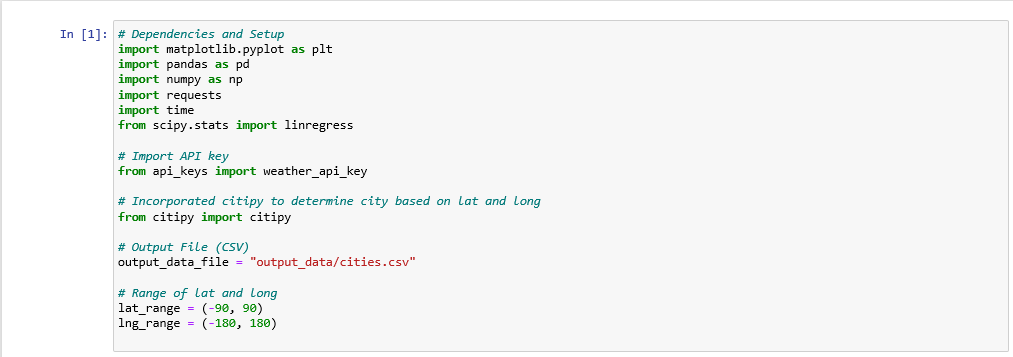 In [1]: # Dependencies and Setup
import matplotlib.pyplot as plt
import pandas as pd
import numpy as np
import requests
import time
from scipy.stats import linregress
# Import API key
from api_keys import weather_api_key
# Incorporated citipy to determine city based on lat and long
from citipy import citipy
# Output File (CSV)
output_data_file = "output_data/cities.csv"
# Range of lat and long
lat_range = (-90, 90)
lng_range = (-180, 180)